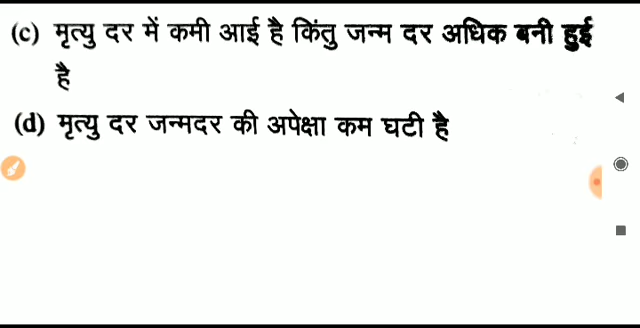 (c) मृत्यु दर में कमी आई है किंतु जन्म दर अधिक बनी हुई
है
(d) मृत्यु दर जन्मदर की अपेक्षा कम घटी है